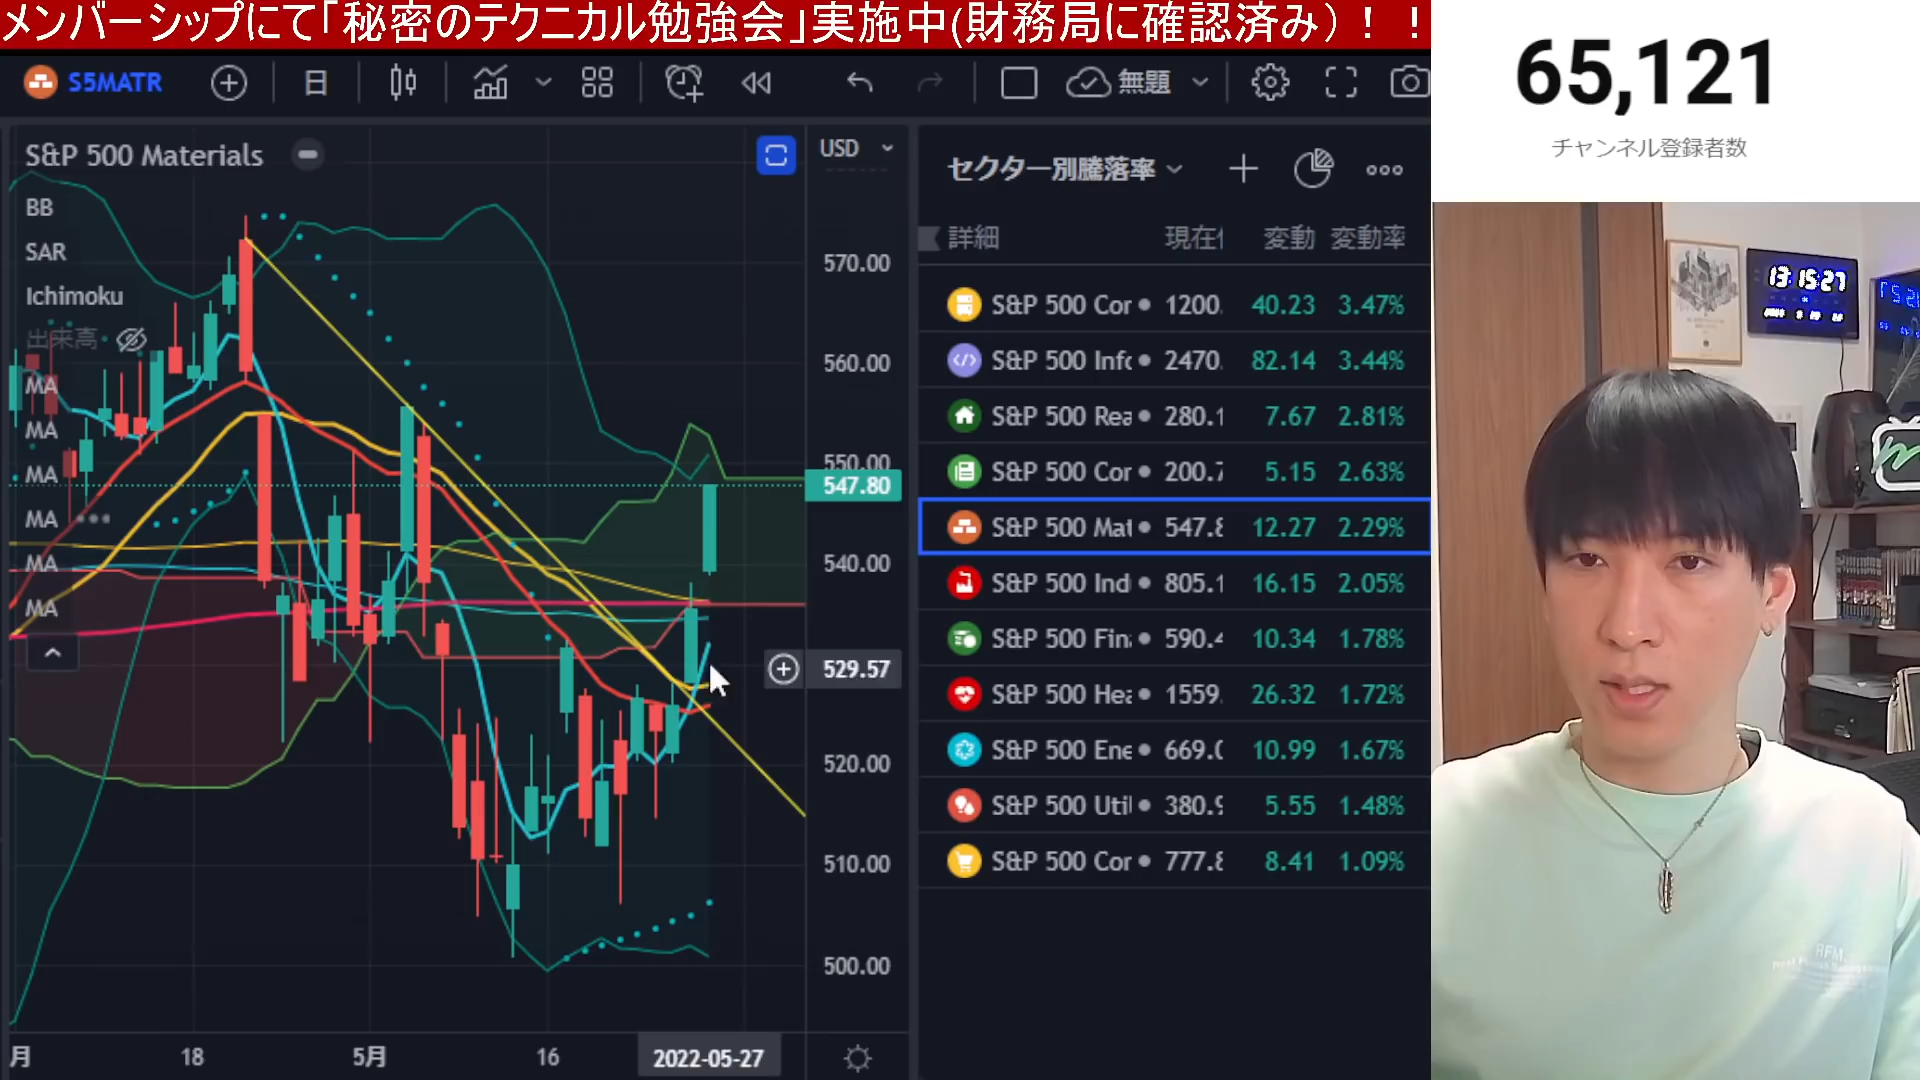 メンバーシップにて「秘密のテクニカル勉強会」実施中(財務局に確認済み）！！
S5MATR 日 無題
S&P 500 Materials
USD
BB
SAR
Ichimoku
出来高
MA
MA
MA
MA
MA
MA
570.00
560.00
550.00
547.80
540.00
529.57
520.00
510.00
500.00
月 18 5月 16 2022-05-27
セクター別騰落率
詳細 現在 変動 変動率
S&P 500 Cor 1200. 40.23 3.47%
S&P 500 Info 2470. 82.14 3.44%
S&P 500 Rea 280.1 7.67 2.81%
S&P 500 Cor 200.7 5.15 2.63%
S&P 500 Mat 547.8 12.27 2.29%
S&P 500 Ind 805.1 16.15 2.05%
S&P 500 Fin 590.4 10.34 1.78%
S&P 500 Hea 1559. 26.32 1.72%
S&P 500 Ene 669.0 10.99 1.67%
S&P 500 Util 380.9 5.55 1.48%
S&P 500 Cor 777.8 8.41 1.09%
65,121
チャンネル登録者数
13:15:27
RFM